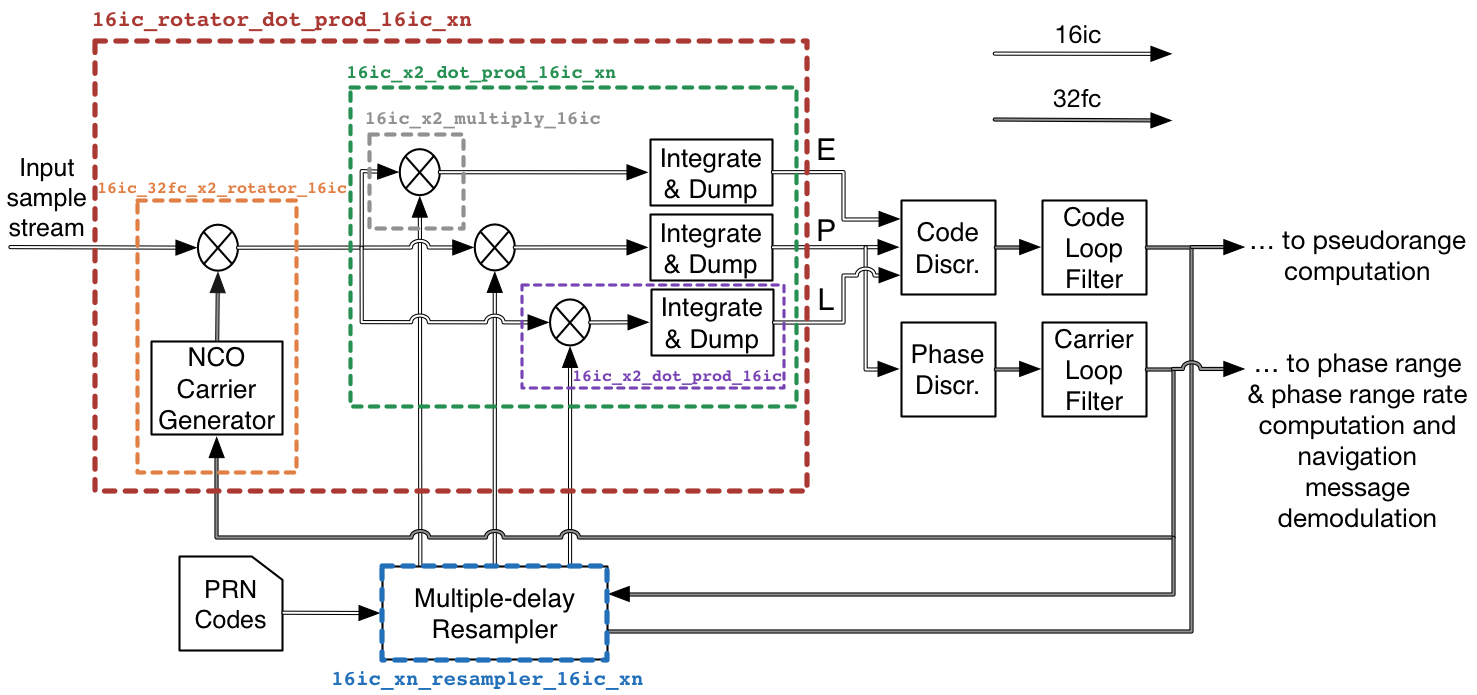 16ic_rotator_dot_prod_16ic_xn
16ic
16ic_x2_dot_prod_16ic_xn
32fc
16ic_x2_multiply_16ic
Input
sample
stream
16ic_32fc_x2_rotator_16ic
Integrate
& Dump
E
Integrate
& Dump
P
Integrate
& Dump
L
16ic_x2_dot_prod_16ic
Code
Discr.
Code
Loop
Filter
... to pseudorange
computation
Phase
Discr.
Carrier
Loop
Filter
... to phase range
& phase range rate
computation and
navigation
message
demodulation
NCO
Carrier
Generator
PRN
Codes
Multiple-delay
Resampler
16ic_xn_resampler_16ic_xn